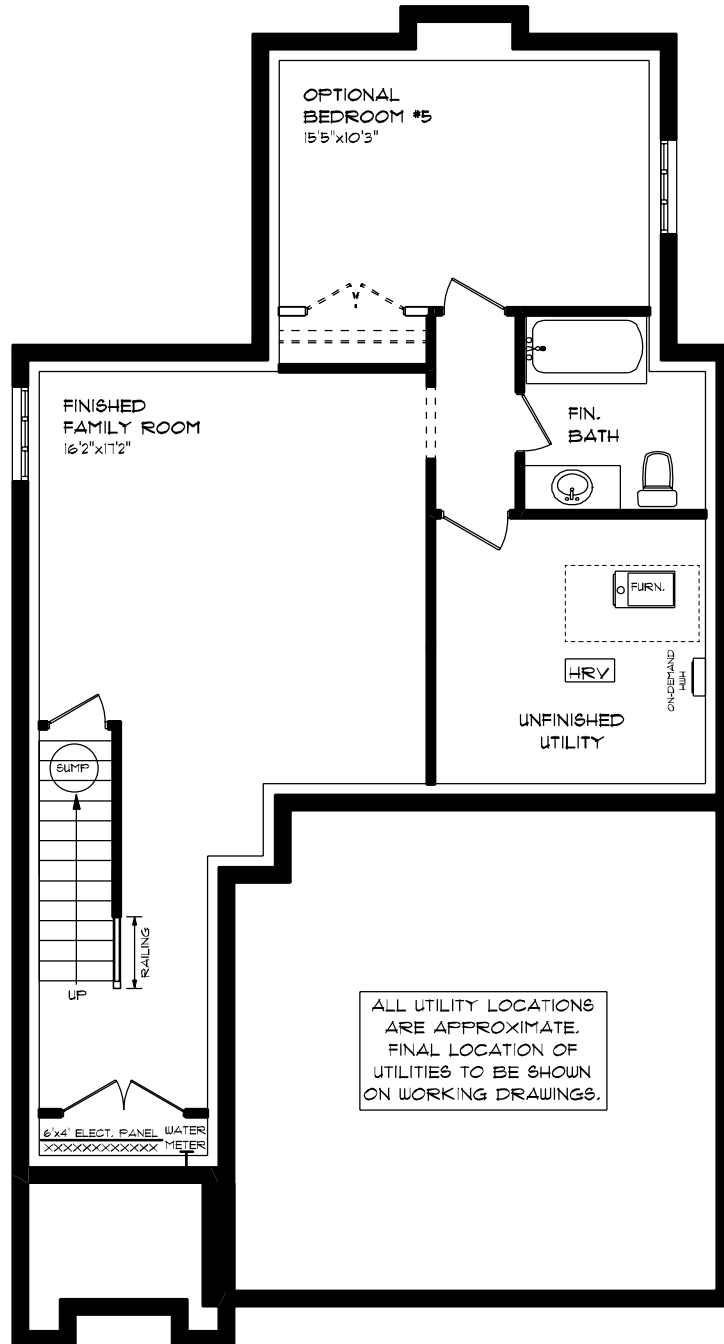 OPTIONAL
BEDROOM #5
15'5"x10'3"
FINISHED
FAMILY ROOM
16'2"x17'2"
FIN.
BATH
FURN.
HRV
ON-DEMAND
HWH
UNFINISHED
UTILITY
SUMP
RAILING
UP
ALL UTILITY LOCATIONS
ARE APPROXIMATE.
FINAL LOCATION OF
UTILITIES TO BE SHOWN
ON WORKING DRAWINGS.
6'x4' ELECT. PANEL
XXXXXXXXXXXX
WATER
METER